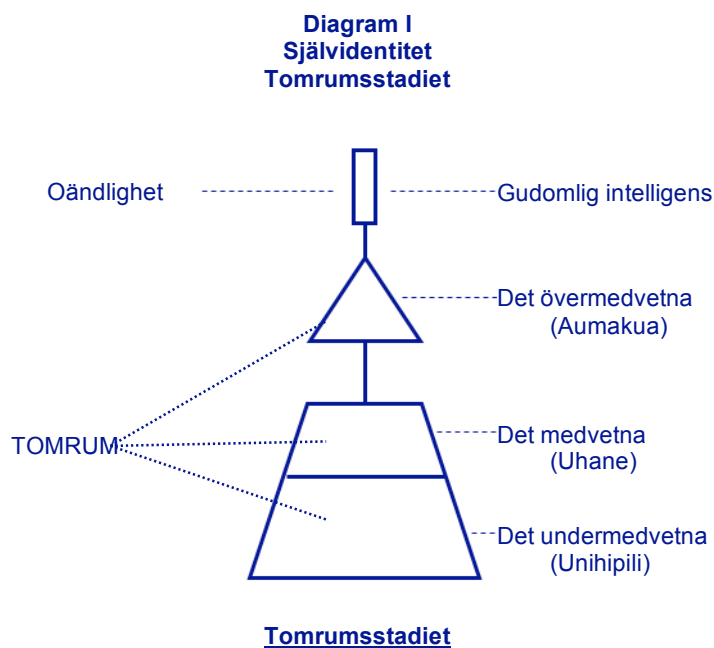 Diagram I
Självidentitet
Tomrumsstadiet
Oändlighet
Gudomlig intelligens
Det övermedvetna
(Aumakua)
TOMRUM
Det medvetna
(Uhane)
Det undermedvetna
(Unihipili)
Tomrumsstadiet